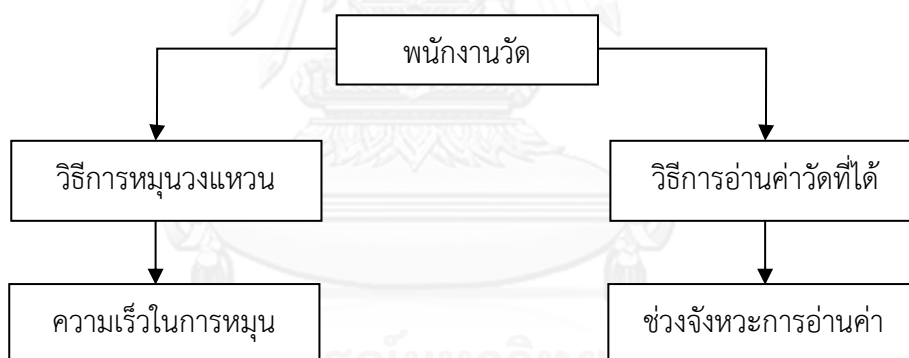 พนักงานวัด
วิธีการหมุนวงแหวน
วิธีการอ่านค่าวัดที่ได้
ความเร็วในการหมุน
ช่วงจังหวะการอ่านค่า